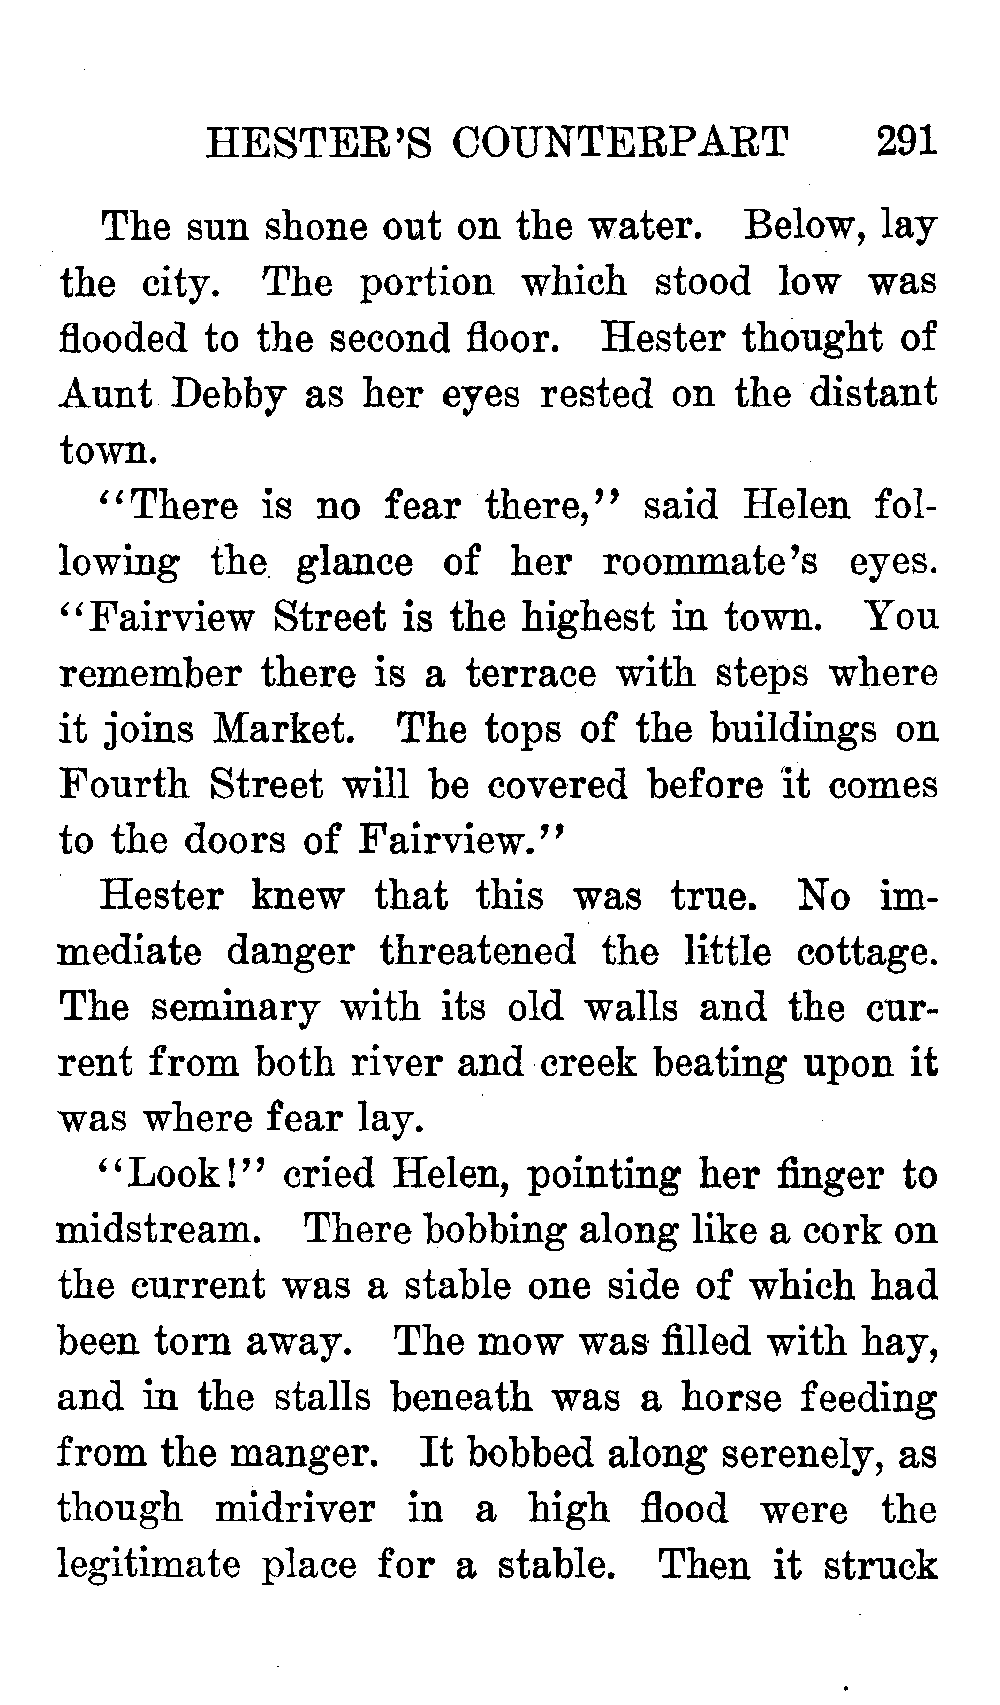 HESTER'S COUNTERPART 291
The sun shone out on the water. Below, lay
the city. The portion which stood low was
flooded to the second floor. Hester thought of
Aunt Debby as her eyes rested on the distant
town.
"There is no fear there," said Helen fol-
lowing the glance of her roommate's eyes.
"Fairview Street is the highest in town. You
remember there is a terrace with steps where
it joins Market. The tops of the buildings on
Fourth Street will be covered before it comes
to the doors of Fairview."
Hester knew that this was true. No im-
mediate danger threatened the little cottage.
The seminary with its old walls and the cur-
rent from both river and creek beating upon it
was where fear lay.
"Look!" cried Helen, pointing her finger to
midstream. There bobbing along like a cork on
the current was a stable one side of which had
been torn away. The mow was filled with hay,
and in the stalls beneath was a horse feeding
from the manger. It bobbed along serenely, as
though midriver in a high flood were the
legitimate place for a stable. Then it struck